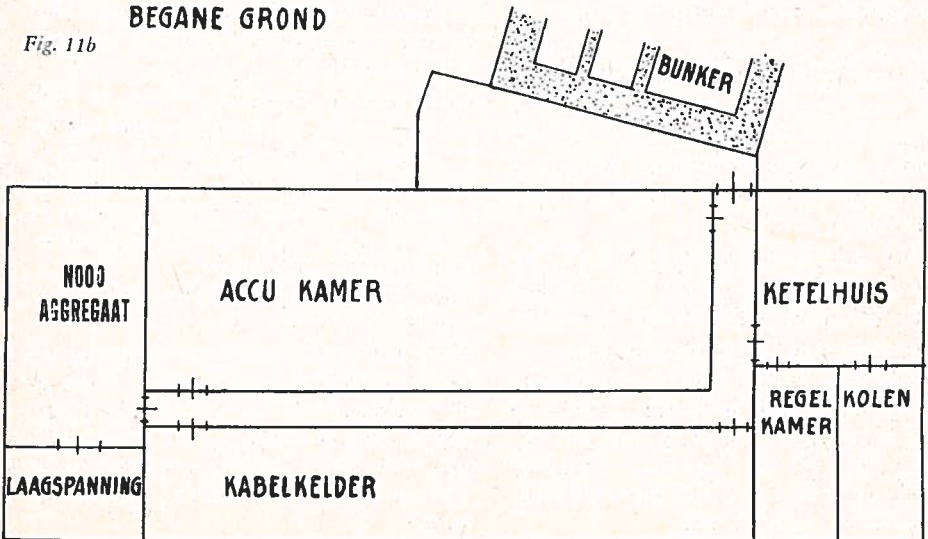 BEGANE GROND
Fig. 11b
BUNKER
NOOD
AGGREGAAT
ACCU KAMER
KETELHUIS
REGEL
KAMER
KOLEN
LAAGSPANNING
KABELKELDER